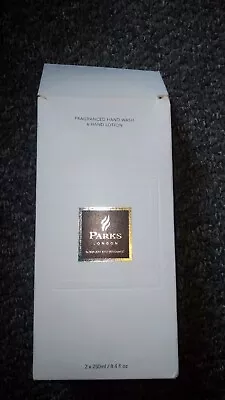 FRAGRANCED HAND WASH
& HAND LOTION
PARKS
LONDON
2 x 250ml / 8.4 fl oz